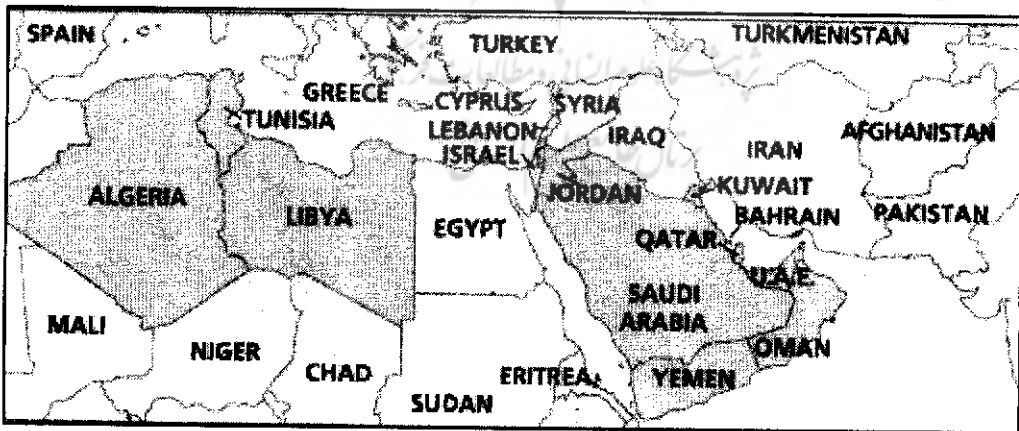 SPAIN
TURKEY
TURKMENISTAN
GREECE
CYPRUS
SYRIA
TUNISIA
LEBANON
IRAQ
AFGHANISTAN
ISRAEL
IRAN
ALGERIA
JORDAN
KUWAIT
LIBYA
EGYPT
BAHRAIN
PAKISTAN
QATAR
U.A.E.
SAUDI
ARABIA
MALI
NIGER
CHAD
OMAN
ERITREA
YEMEN
SUDAN